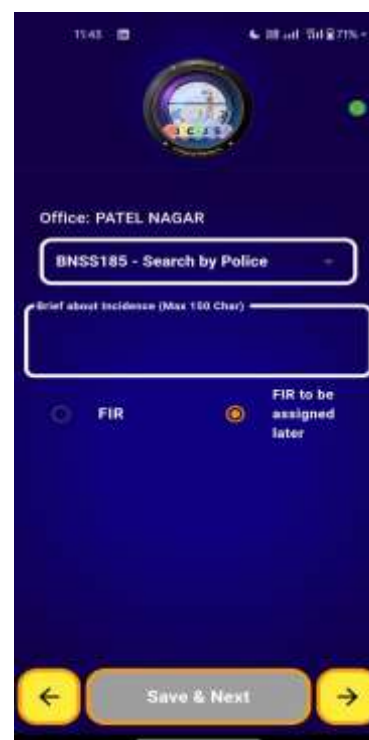 11:43
71%
Office: PATEL NAGAR
BNSS185 - Search by Police
Brief about Incidence (Max 150 Char)
FIR
FIR to be
assigned
later
Save & Next